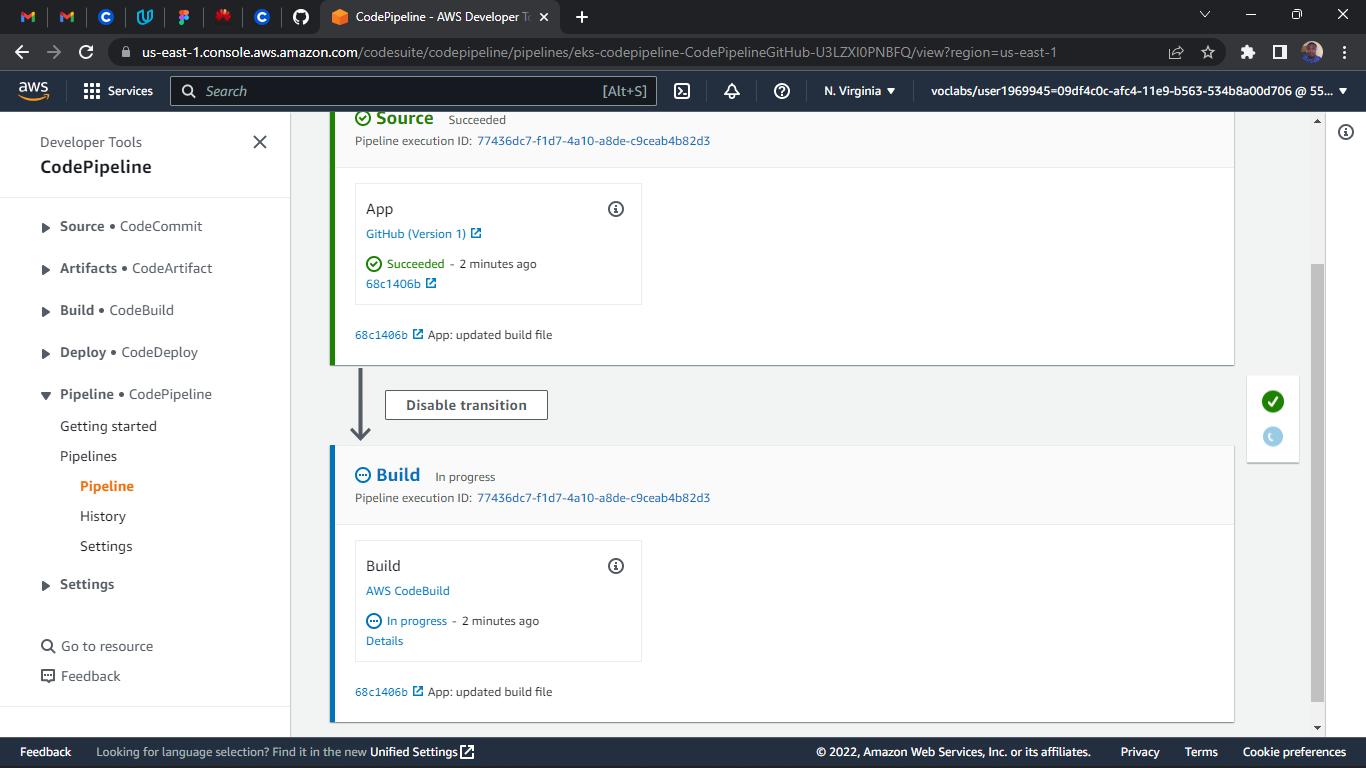 CodePipeline - AWS Developer To
us-east-1.console.aws.amazon.com/codesuite/codepipeline/pipelines/eks-codepipeline-CodePipelineGitHub-U3LZXI0PNBFQ/view?region=us-east-1
aws
Services
Search
[Alt+S]
N. Virginia
voclabs/user1969945=09df4c0c-afc4-11e9-b563-534b8a00d706 @ 55...
Developer Tools
CodePipeline
Source • CodeCommit
Artifacts • CodeArtifact
Build • CodeBuild
Deploy • CodeDeploy
Pipeline • CodePipeline
Getting started
Pipelines
Pipeline
History
Settings
Settings
Go to resource
Feedback
Source Succeeded
Pipeline execution ID: 77436dc7-f1d7-4a10-a8de-c9ceab4b82d3
App
GitHub (Version 1)
Succeeded - 2 minutes ago
68c1406b
68c1406b App: updated build file
Disable transition
Build In progress
Pipeline execution ID: 77436dc7-f1d7-4a10-a8de-c9ceab4b82d3
Build
AWS CodeBuild
In progress - 2 minutes ago
Details
68c1406b App: updated build file
Feedback
Looking for language selection? Find it in the new Unified Settings
© 2022, Amazon Web Services, Inc. or its affiliates.
Privacy
Terms
Cookie preferences